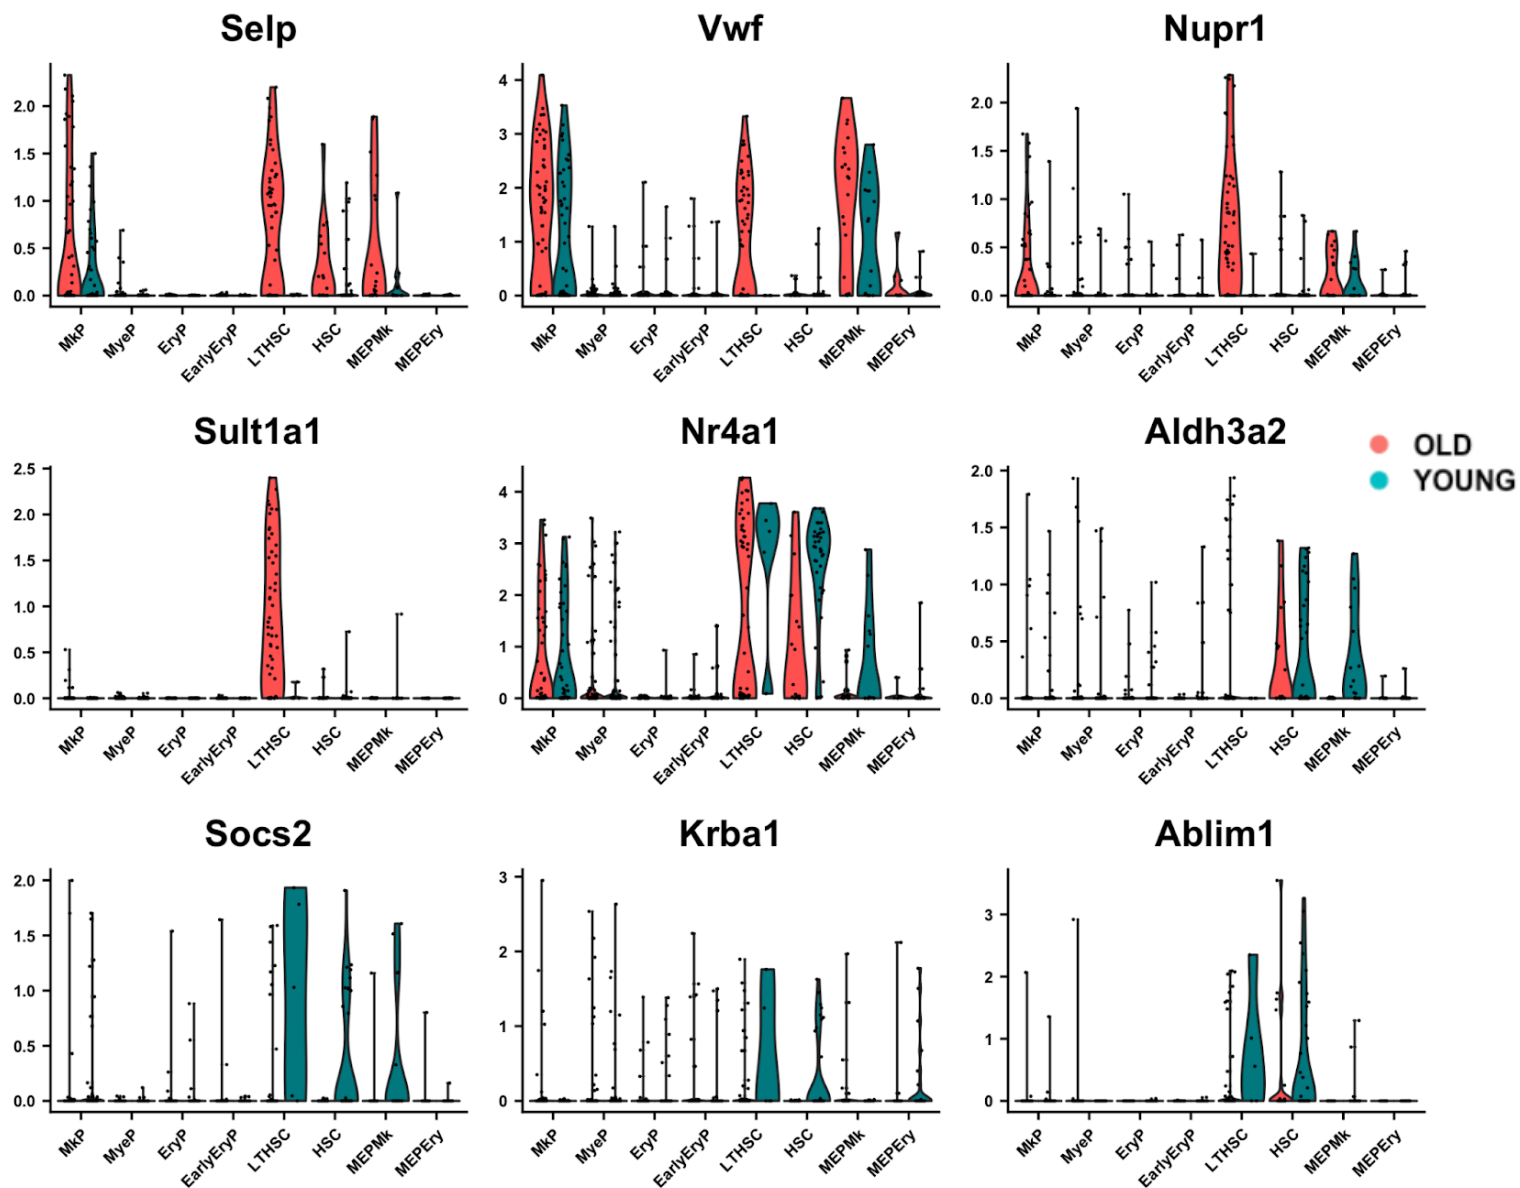 Selp
Vwf
Nupr1
2.0
1.5
1.0
0.5
0.0
4
3
2
1
0
2.0
1.5
1.0
0.5
0.0
MkP
MyeP
EryP
EarlyEryP
LTHSC
HSC
MEPMk
MEPEry
MkP
MyeP
EryP
EarlyEryP
LTHSC
HSC
MEPMk
MEPEry
MkP
MyeP
EryP
EarlyEryP
LTHSC
HSC
MEPMk
MEPEry
Sult1a1
Nr4a1
Aldh3a2
OLD
YOUNG
2.5
2.0
1.5
1.0
0.5
0.0
4
3
2
1
0
2.0
1.5
1.0
0.5
0.0
MkP
MyeP
EryP
EarlyEryP
LTHSC
HSC
MEPMk
MEPEry
MkP
MyeP
EryP
EarlyEryP
LTHSC
HSC
MEPMk
MEPEry
MkP
MyeP
EryP
EarlyEryP
LTHSC
HSC
MEPMk
MEPEry
Socs2
Krba1
Ablim1
2.0
1.5
1.0
0.5
0.0
3
2
1
0
3
2
1
0
MkP
MyeP
EryP
EarlyEryP
LTHSC
HSC
MEPMk
MEPEry
MkP
MyeP
EryP
EarlyEryP
LTHSC
HSC
MEPMk
MEPEry
MkP
MyeP
EryP
EarlyEryP
LTHSC
HSC
MEPMk
MEPEry